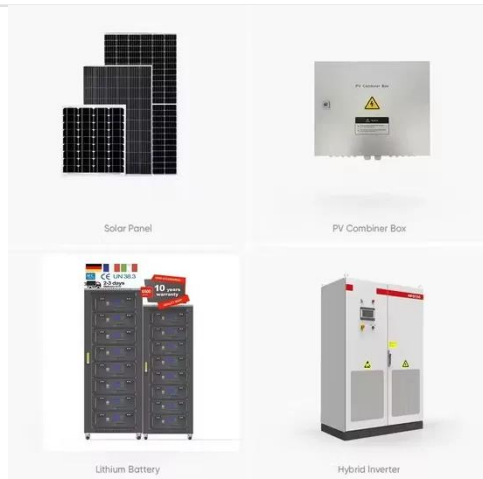 PV Combiner Box
Solar Panel
PV Combiner Box
CE UN38.3
2-3 days
10 years
warranty
Lithium Battery
Hybrid Inverter